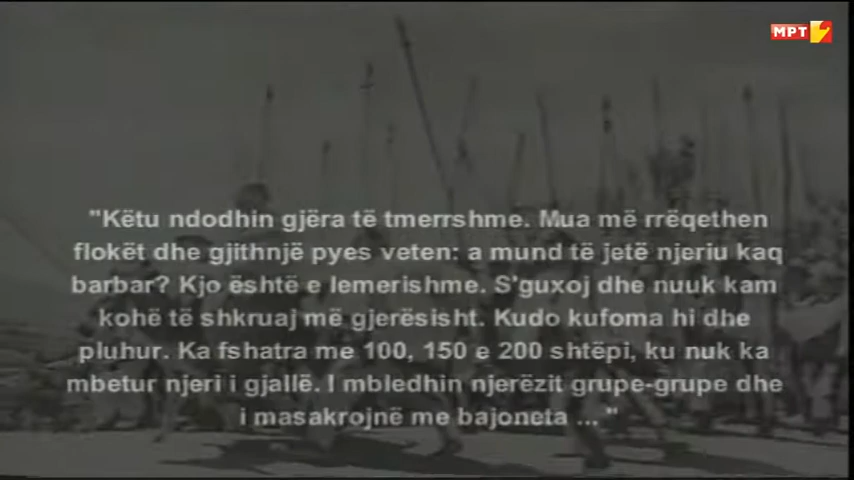 МРТ 2
"Këtu ndodhin gjëra të tmerrshme. Mua më rrëqethen
flokët dhe gjithnjë pyes veten: a mund të jetë njeriu kaq
barbar? Kjo është e lemerishme. S'guxoj dhe nuuk kam
kohë të shkruaj më gjerësisht. Kudo kufoma hi dhe
pluhur. Ka fshatra me 100, 150 e 200 shtëpi, ku nuk ka
mbetur njeri i gjallë. I mbledhin njerëzit grupe-grupe dhe
i masakrojnë me bajoneta ... "